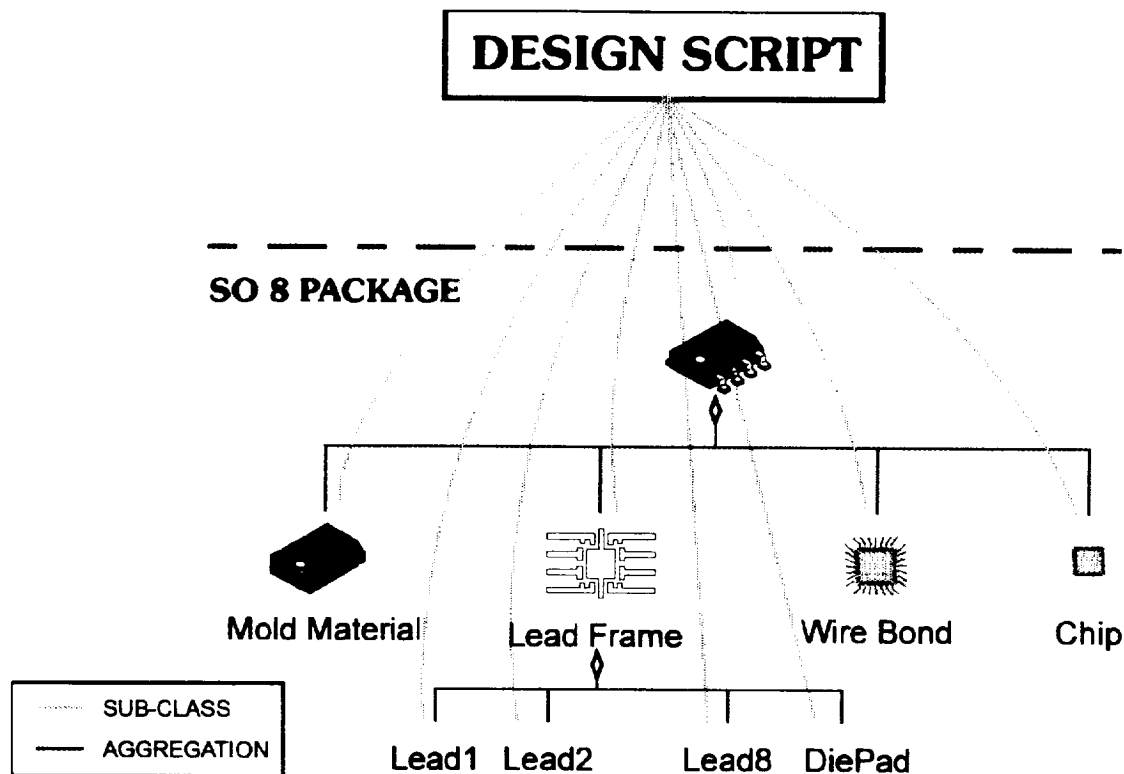 DESIGN SCRIPT
SO 8 PACKAGE
Mold Material
Lead Frame
Wire Bond
Chip
SUB-CLASS
AGGREGATION
Lead1
Lead2
Lead8
DiePad